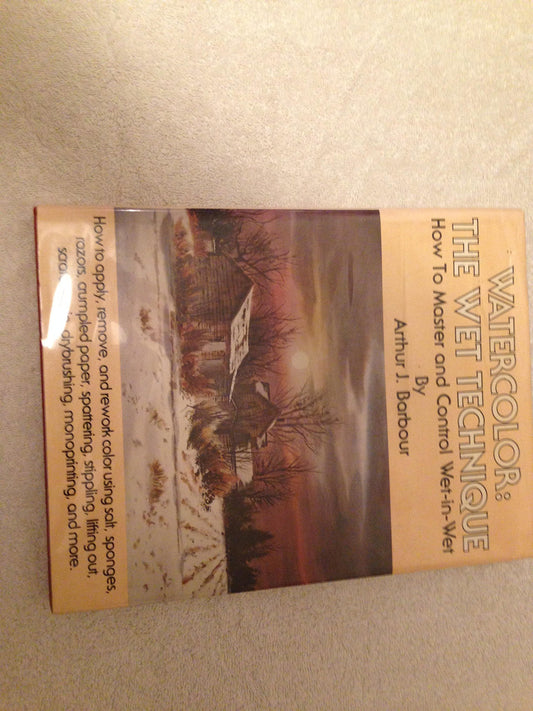 WATERCOLOR:
THE WET TECHNIQUE
How To Master and Control Wet-in-Wet
By
Arthur J. Barbour
How to apply, remove, and rework color using salt, sponges,
razors, crumpled paper, spattering, stippling, lifting out,
drybrushing, monoprinting, and more.